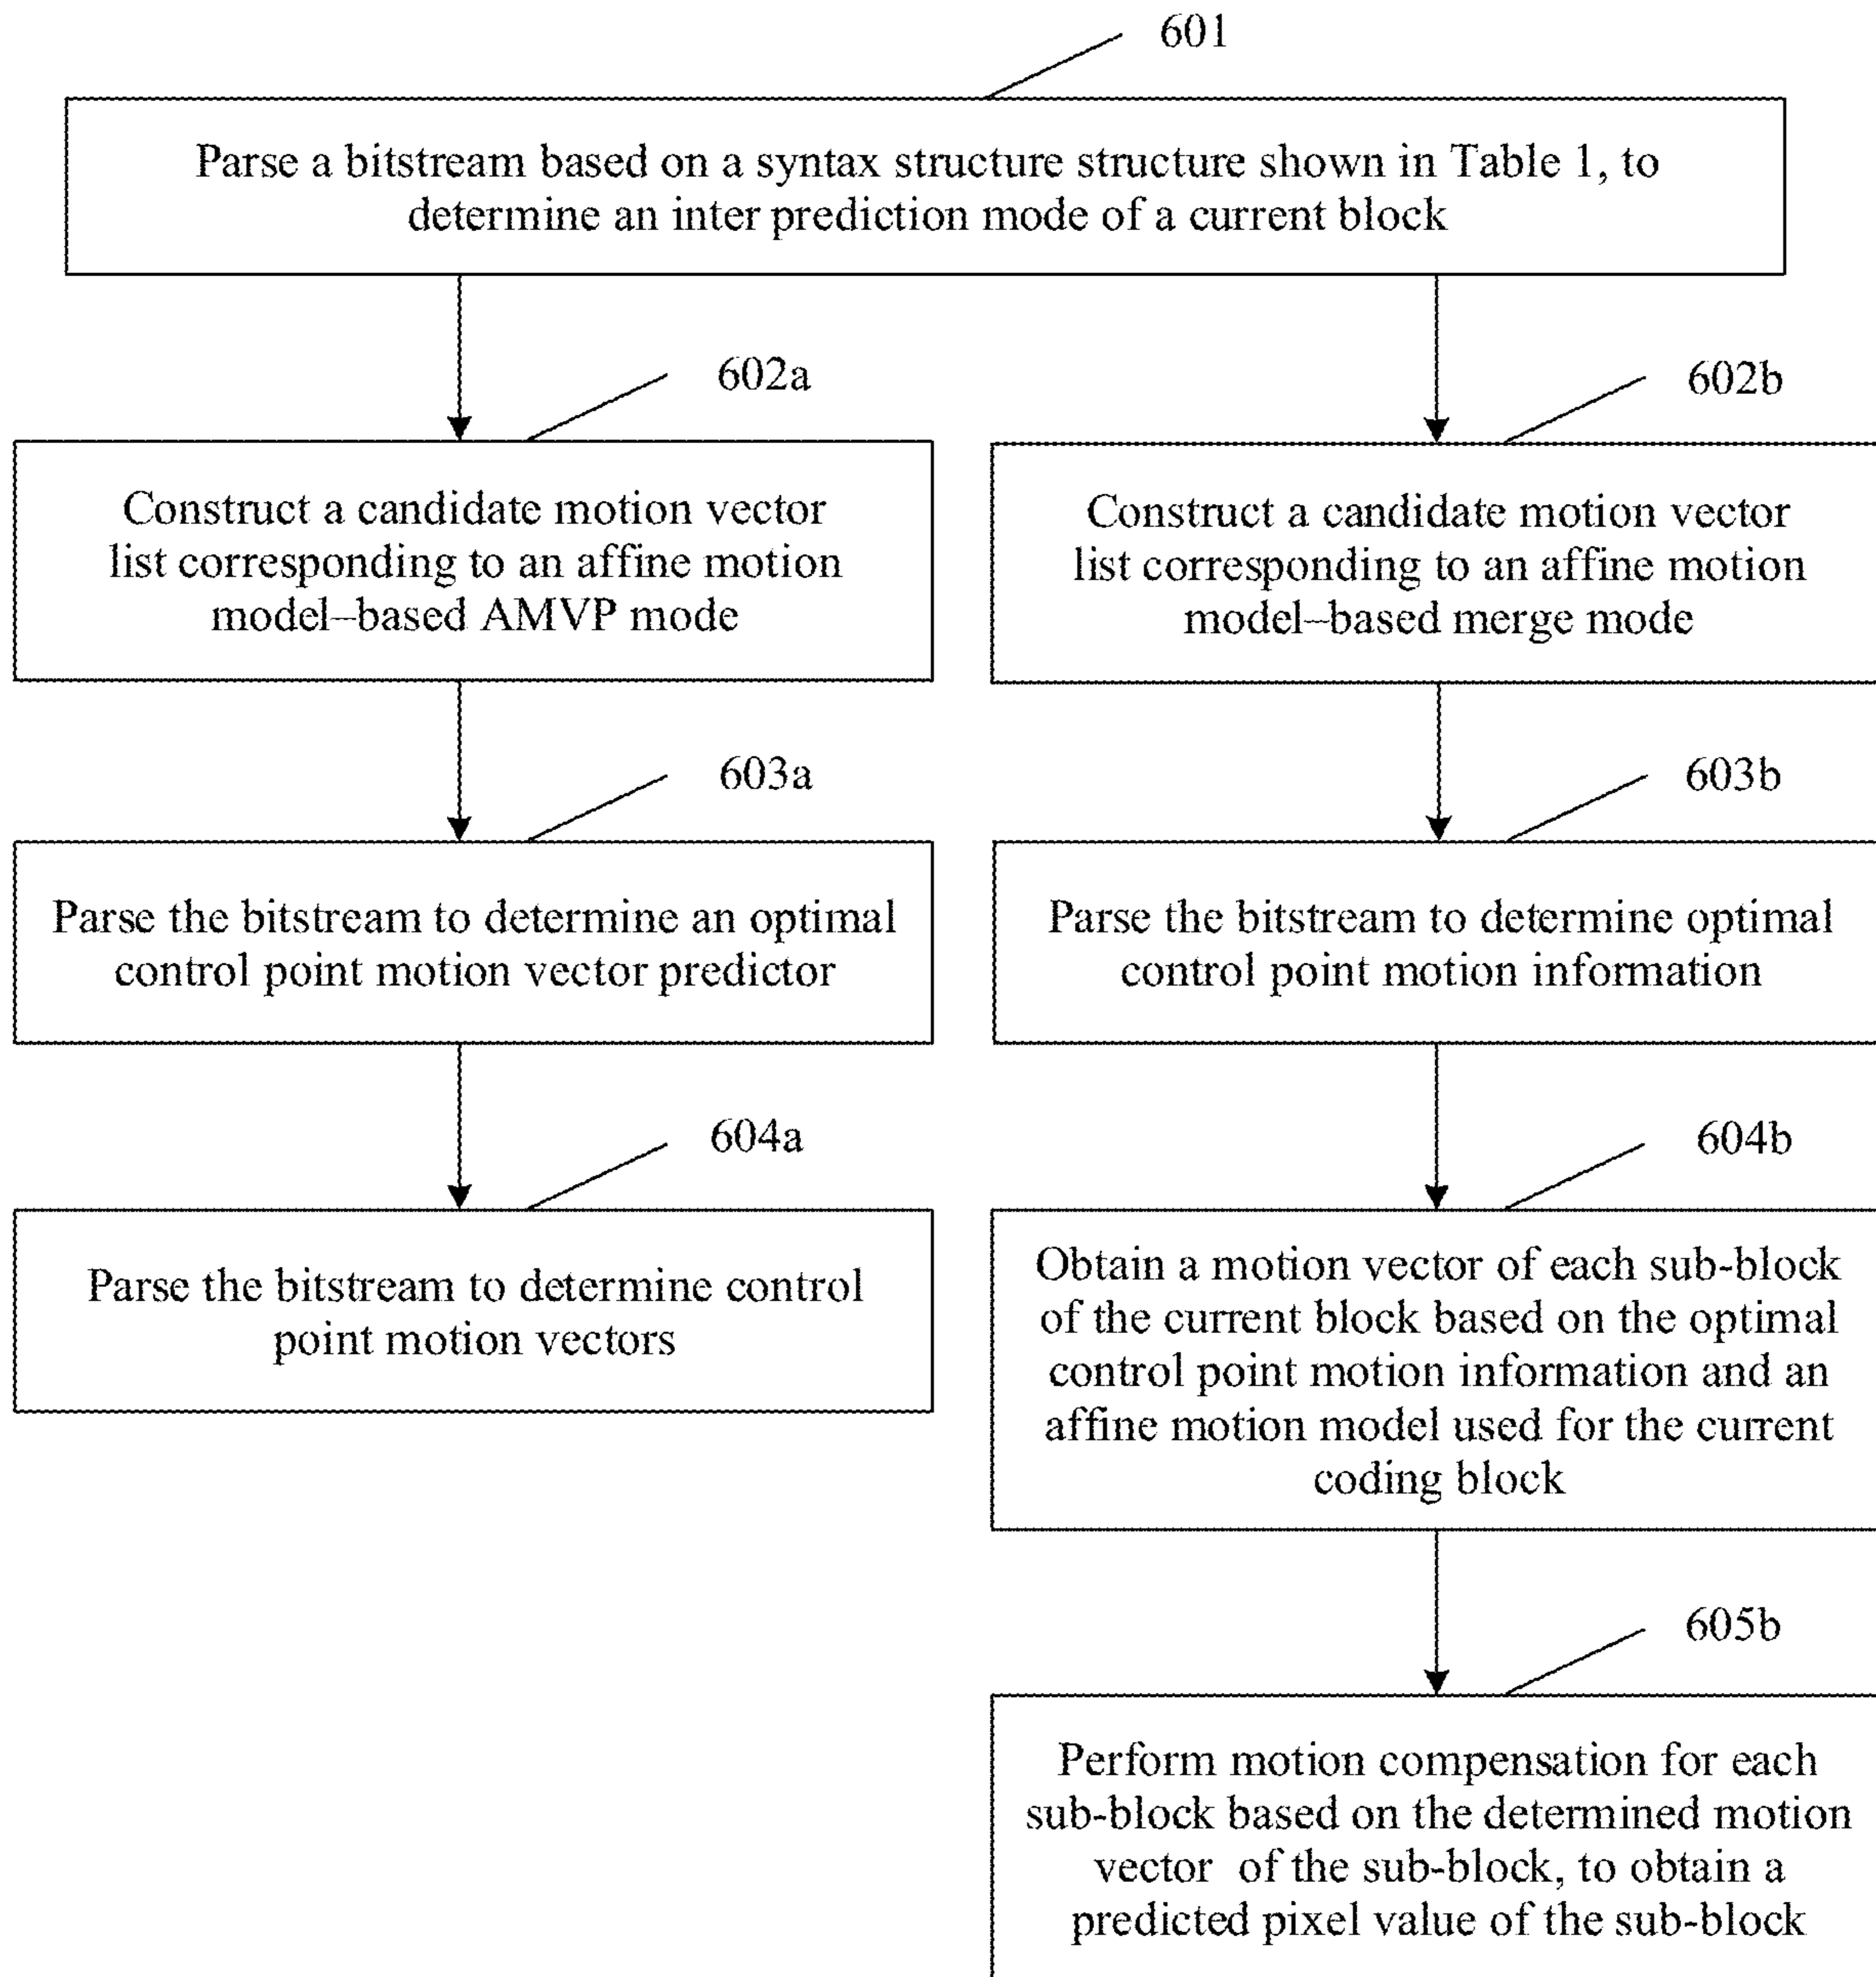 601
Parse a bitstream based on a syntax structure structure shown in Table 1, to
determine an inter prediction mode of a current block
602a
Construct a candidate motion vector
list corresponding to an affine motion
model–based AMVP mode
602b
Construct a candidate motion vector
list corresponding to an affine motion
model–based merge mode
603a
Parse the bitstream to determine an optimal
control point motion vector predictor
603b
Parse the bitstream to determine optimal
control point motion information
604a
Parse the bitstream to determine control
point motion vectors
604b
Obtain a motion vector of each sub-block
of the current block based on the optimal
control point motion information and an
affine motion model used for the current
coding block
605b
Perform motion compensation for each
sub-block based on the determined motion
vector of the sub-block, to obtain a
predicted pixel value of the sub-block